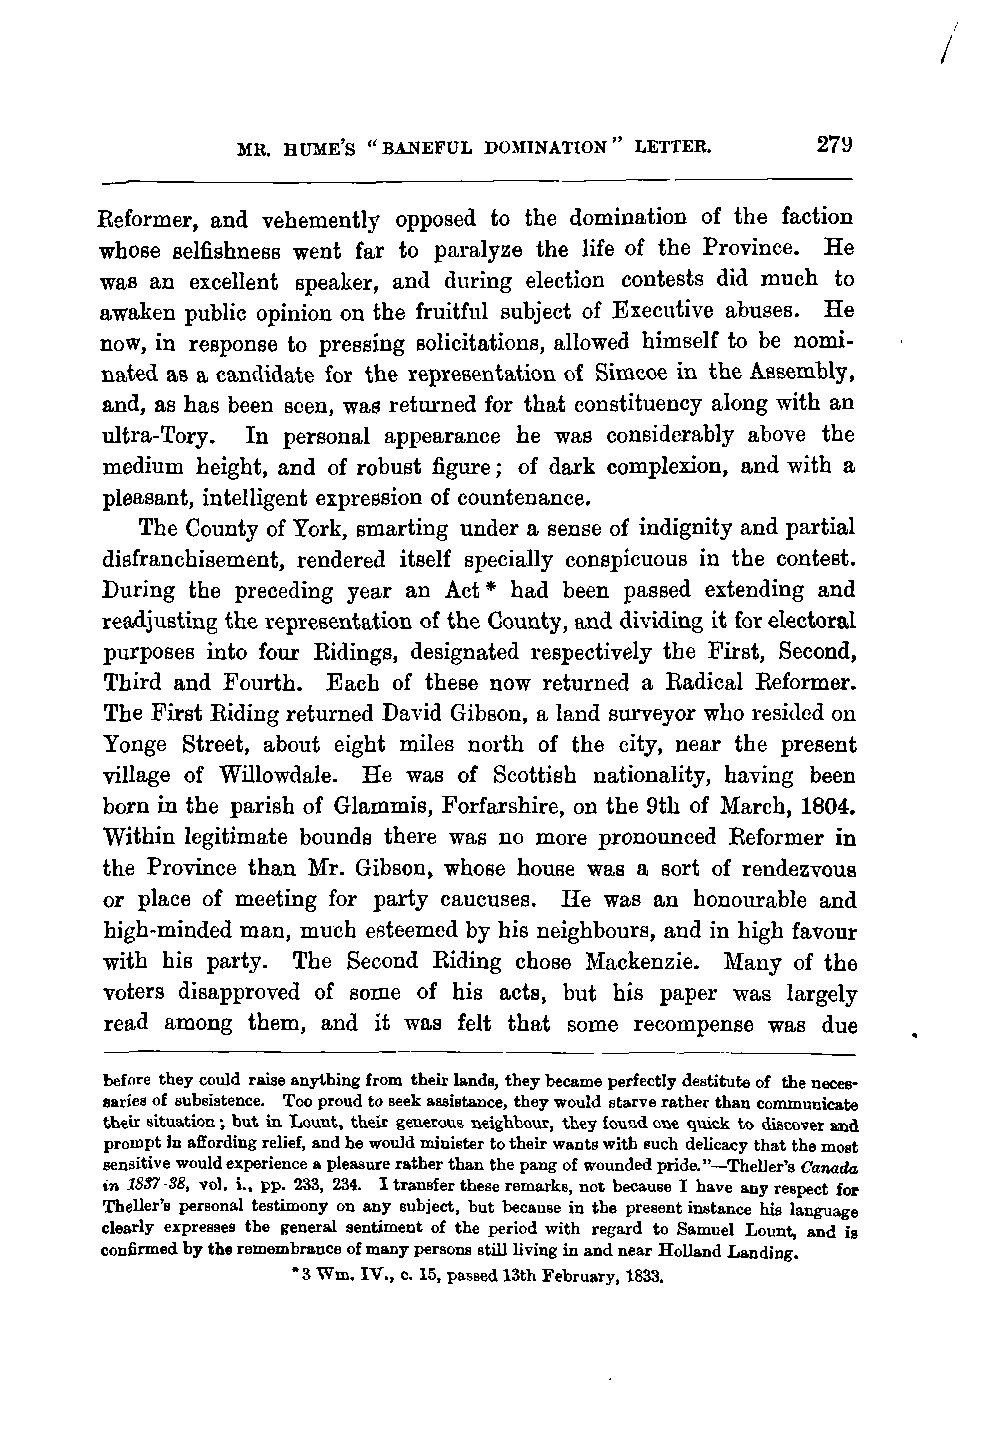 MR. HUME'S "BANEFUL DOMINATION" LETTER. 279
Reformer, and vehemently opposed to the domination of the faction
whose selfishness went far to paralyze the life of the Province. He
was an excellent speaker, and during election contests did much to
awaken public opinion on the fruitful subject of Executive abuses. He
now, in response to pressing solicitations, allowed himself to be nomi-
nated as a candidate for the representation of Simcoe in the Assembly,
and, as has been seen, was returned for that constituency along with an
ultra-Tory. In personal appearance he was considerably above the
medium height, and of robust figure; of dark complexion, and with a
pleasant, intelligent expression of countenance.
The County of York, smarting under a sense of indignity and partial
disfranchisement, rendered itself specially conspicuous in the contest.
During the preceding year an Act * had been passed extending and
readjusting the representation of the County, and dividing it for electoral
purposes into four Ridings, designated respectively the First, Second,
Third and Fourth. Each of these now returned a Radical Reformer.
The First Riding returned David Gibson, a land surveyor who resided on
Yonge Street, about eight miles north of the city, near the present
village of Willowdale. He was of Scottish nationality, having been
born in the parish of Glammis, Forfarshire, on the 9th of March, 1804.
Within legitimate bounds there was no more pronounced Reformer in
the Province than Mr. Gibson, whose house was a sort of rendezvous
or place of meeting for party caucuses. He was an honourable and
high-minded man, much esteemed by his neighbours, and in high favour
with his party. The Second Riding chose Mackenzie. Many of the
voters disapproved of some of his acts, but his paper was largely
read among them, and it was felt that some recompense was due
before they could raise anything from their lands, they became perfectly destitute of the neces-
saries of subsistence. Too proud to seek assistance, they would starve rather than communicate
their situation; but in Lount, their generous neighbour, they found one quick to discover and
prompt in affording relief, and he would minister to their wants with such delicacy that the most
sensitive would experience a pleasure rather than the pang of wounded pride."—Theller's Canada
in 1837-38, vol. i., pp. 233, 234. I transfer these remarks, not because I have any respect for
Theller's personal testimony on any subject, but because in the present instance his language
clearly expresses the general sentiment of the period with regard to Samuel Lount, and is
confirmed by the remembrance of many persons still living in and near Holland Landing.
*3 Wm. IV., c. 15, passed 13th February, 1833.